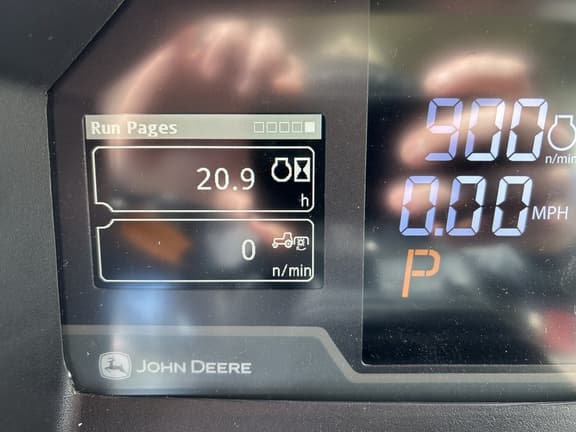 Run Pages
20.9
h
0
n/min
900
n/min
0.00 MPH
P
JOHN DEERE